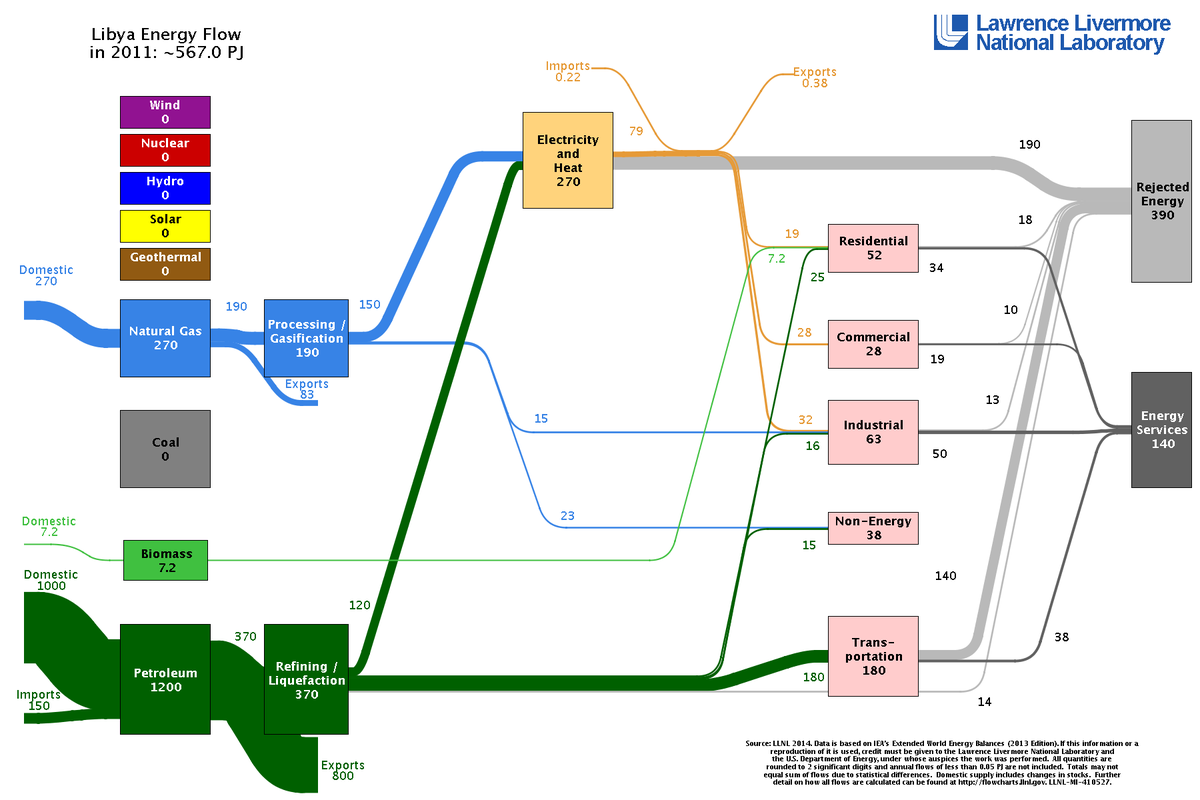 Libya Energy Flow
in 2011: ~567.0 PJ
Lawrence Livermore
National Laboratory
Wind
0
Nuclear
0
Hydro
0
Solar
0
Geothermal
0
Domestic
270
Natural Gas
270
190
Processing /
Gasification
190
150
Exports
83
Coal
0
Domestic
7.2
Biomass
7.2
Domestic
1000
Imports
150
Petroleum
1200
370
Refining /
Liquefaction
370
120
Exports
800
Imports
0.22
Exports
0.38
Electricity
and
Heat
270
79
190
19
7.2
25
Residential
52
18
34
28
Commercial
28
10
19
15
32
16
Industrial
63
13
50
23
15
Non-Energy
38
180
Trans-
portation
180
140
38
14
Rejected
Energy
390
Energy
Services
140
Source: LLNL 2014. Data is based on IEA's Extended World Energy Balances (2013 Edition). If this information or a
reproduction of it is used, credit must be given to the Lawrence Livermore National Laboratory and
the U.S. Department of Energy, under whose auspices the work was performed. All quantities are
rounded to 2 significant digits and annual flows of less than 0.05 PJ are not included. Totals may not
equal sum of flows due to statistical differences. Domestic supply includes changes in stocks. Further
detail on how all flows are calculated can be found at http://flowcharts.llnl.gov. LLNL-MI-410527.